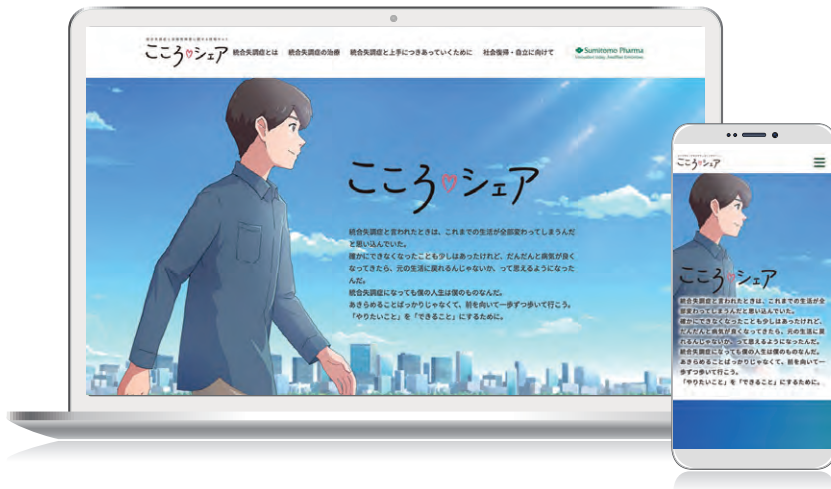 こころ♡シェア
統合失調症とは
統合失調症の治療
統合失調症と上手につきあっていくために
社会復帰・自立に向けて
Sumitomo Pharma
こころ♡シェア
統合失調症と言われたときは、これまでの生活が全部変わってしまうんだ
と思い込んでいた。
確かにできなくなったことも少しはあったけれど、だんだんと病気が良く
なってきたら、元の生活に戻れるんじゃないか、って思えるようになった
んだ。
統合失調症になっても僕の人生は僕のものなんだ。
あきらめることばっかりじゃなくて、前を向いて一歩ずつ歩いて行こう。
「やりたいこと」を「できること」にするために。
こころ♡シェア
こころ♡シェア
統合失調症と言われたときは、これまでの生活が全
部変わってしまうんだと思い込んでいた。
確かにできなくなったことも少しはあったけれど、
だんだんと病気が良くなってきたら、元の生活に戻
れるんじゃないか、って思えるようになったんだ。
統合失調症になっても僕の人生は僕のものなんだ。
あきらめることばっかりじゃなくて、前を向いて一
歩ずつ歩いて行こう。
「やりたいこと」を「できること」にするために。